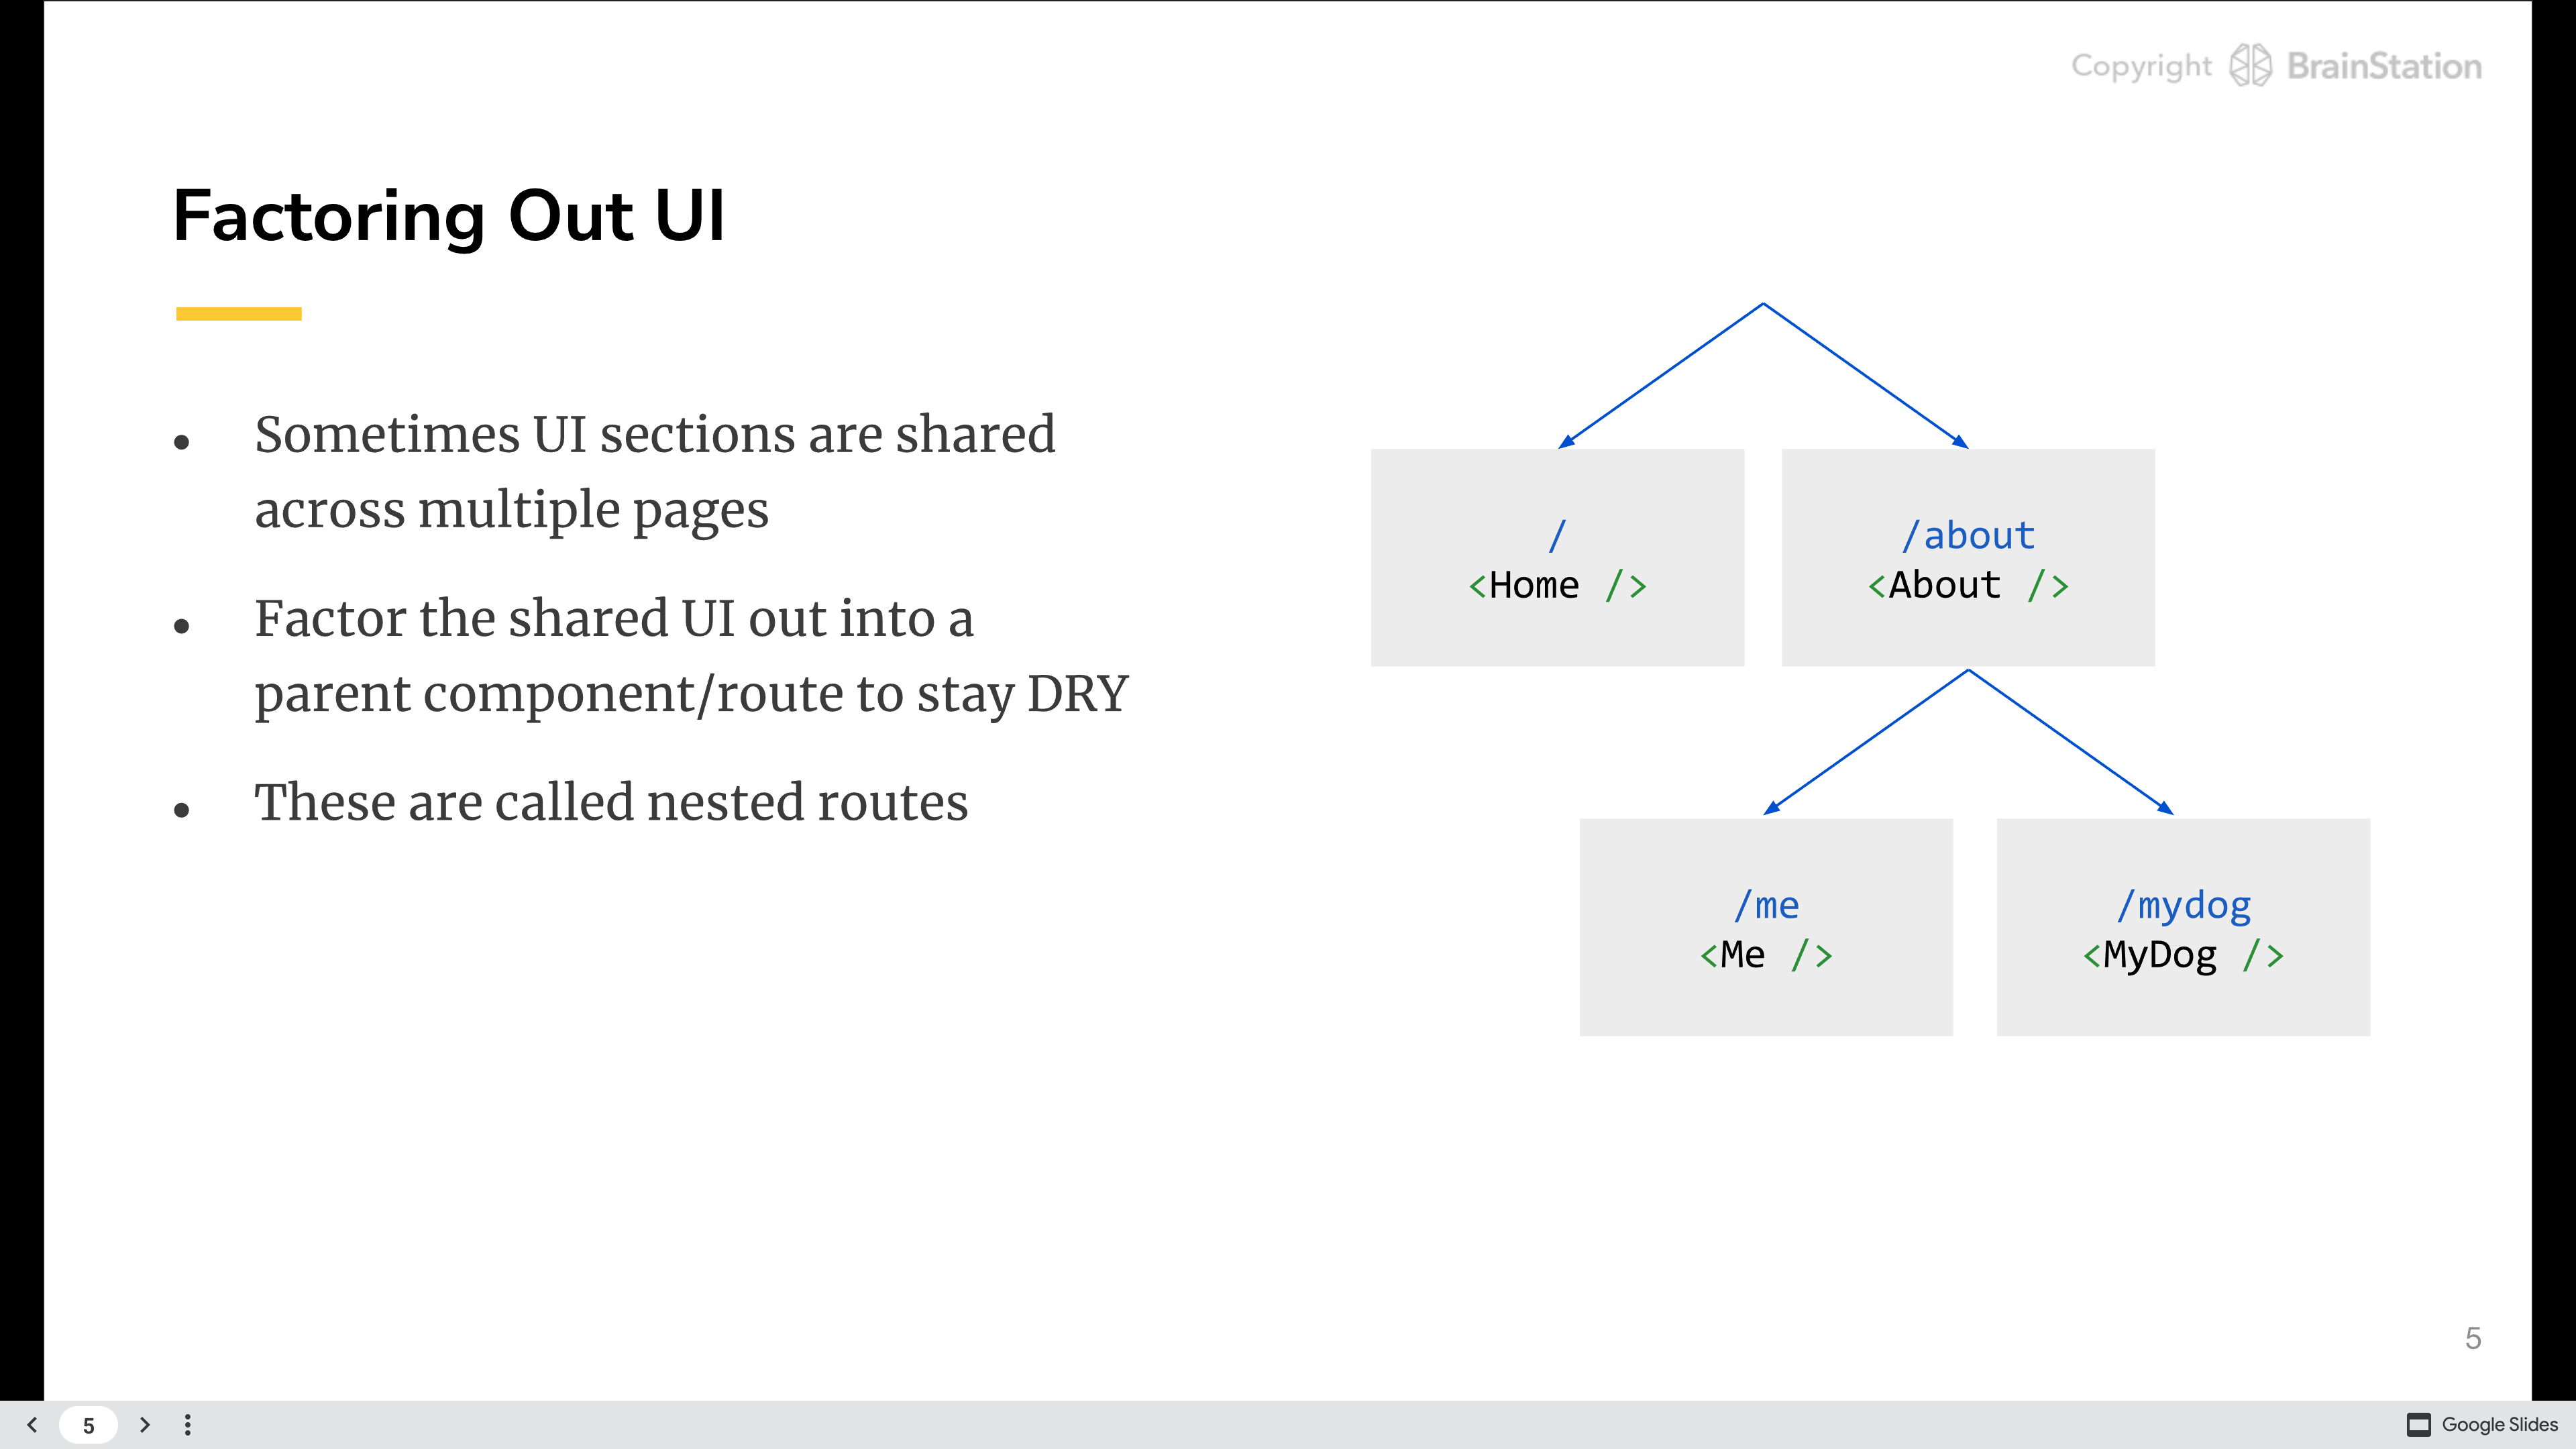 Copyright BrainStation
Factoring Out UI
● Sometimes UI sections are shared
across multiple pages
● Factor the shared UI out into a
parent component/route to stay DRY
● These are called nested routes
/
<Home />
/about
<About />
/me
<Me />
/mydog
<MyDog />
5
5
Google Slides